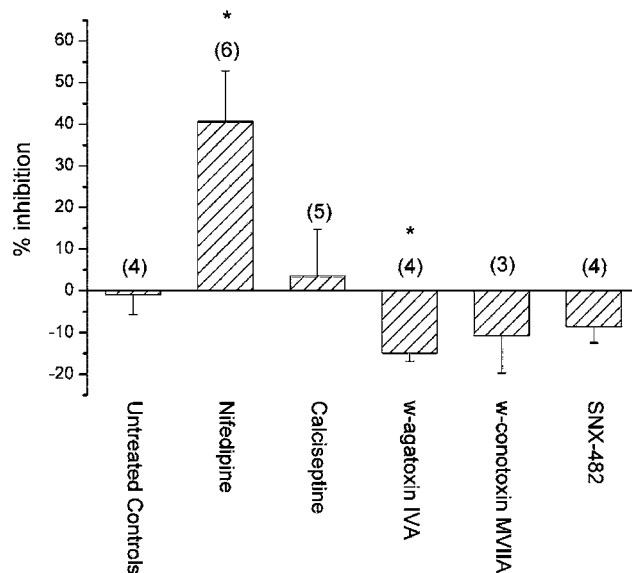 % inhibition
60
50
40
30
20
10
0
-10
-20
*
(6)
(5)
*
(4)
(4)
(3)
(4)
Untreated Controls
Nifedipine
Calciseptine
w-agatoxin IVA
w-conotoxin MVIIA
SNX-482